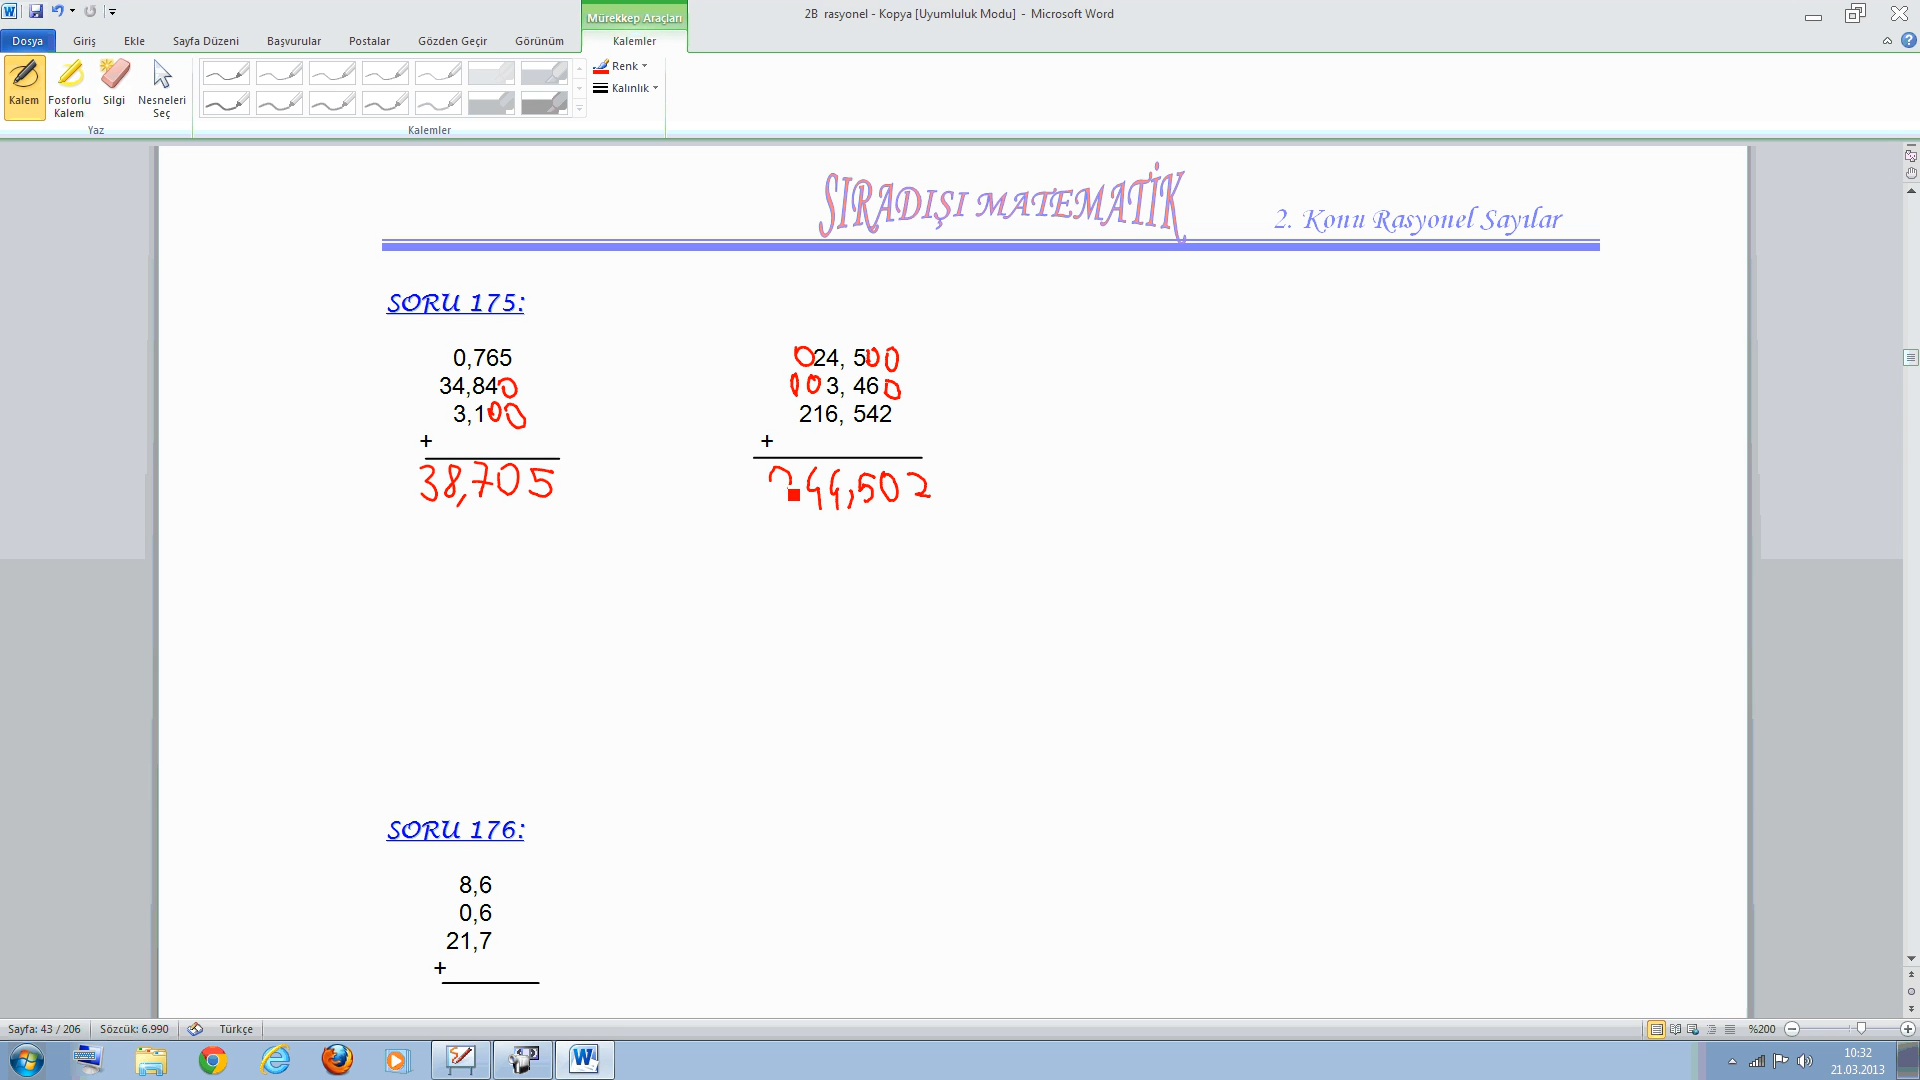 2B rasyonel - Kopya [Uyumluluk Modu] - Microsoft Word
Mürekkep Araçları
Dosya Giriş Ekle Sayfa Düzeni Başvurular Postalar Gözden Geçir Görünüm Kalemler
Kalem
Fosforlu Kalem
Silgi
Nesneleri Seç
Renk
Kalınlık
Yaz
Kalemler
SIRADIŞI MATEMATİK
2. Konu Rasyonel Sayılar
SORU 175:
0,765
34,840
3,100
+
38,705
024, 500
003, 460
216, 542
+
244,502
SORU 176:
8,6
0,6
21,7
+
Sayfa: 43 / 206 Sözcük: 6.990 Türkçe %200
10:32
21.03.2013